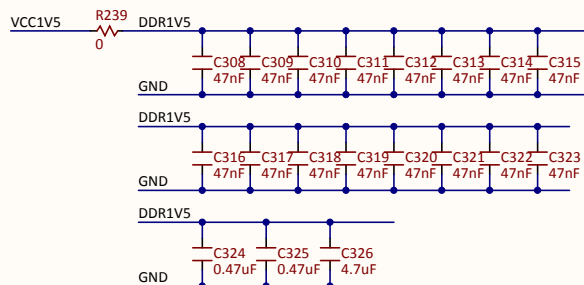 VCC1V5 R239 DDR1V5
0
C308 C309 C310 C311 C312 C313 C314 C315
47nF 47nF 47nF 47nF 47nF 47nF 47nF 47nF
GND
DDR1V5
C316 C317 C318 C319 C320 C321 C322 C323
47nF 47nF 47nF 47nF 47nF 47nF 47nF 47nF
GND
DDR1V5
C324 C325 C326
0.47uF 0.47uF 4.7uF
GND